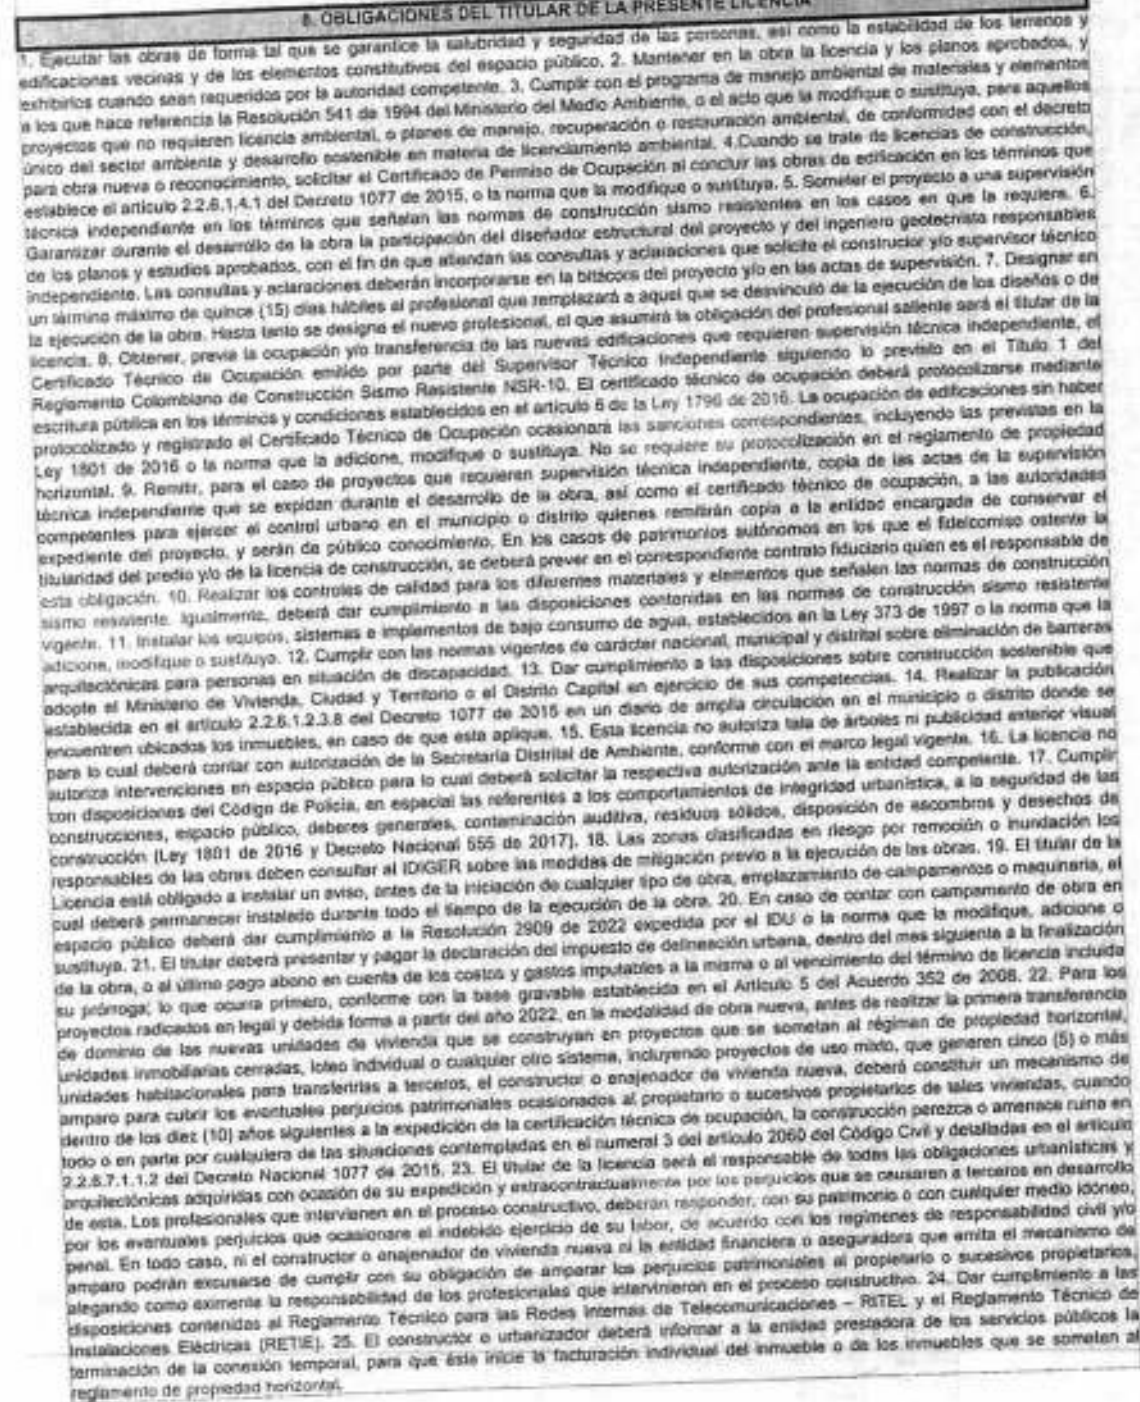 8. OBLIGACIONES DEL TITULAR DE LA PRESENTE LICENCIA
1. Ejecutar las obras de forma tal que se garantice la salubridad y seguridad de las personas, así como la estabilidad de los terrenos y
edificaciones vecinas y de los elementos constitutivos del espacio público. 2. Mantener en la obra la licencia y los planos aprobados, y
exhibirlos cuando sean requeridos por la autoridad competente. 3. Cumplir con el programa de manejo ambiental de materiales y elementos
a los que hace referencia la Resolución 541 de 1994 del Ministerio del Medio Ambiente, o el acto que la modifique o sustituya, para aquellos
proyectos que no requieren licencia ambiental, o planes de manejo, recuperación o restauración ambiental, de conformidad con el decreto
único del sector ambiente y desarrollo sostenible en materia de licenciamiento ambiental. 4.Cuando se trate de licencias de construcción,
para obra nueva o reconocimiento, solicitar el Certificado de Permiso de Ocupación al concluir las obras de edificación en los términos que
establece el artículo 2.2.6.1.4.1 del Decreto 1077 de 2015, o la norma que la modifique o sustituya. 5. Someter el proyecto a una supervisión
técnica independiente en los términos que señalan las normas de construcción sismo resistentes en los casos en que la requiera. 6.
Garantizar durante el desarrollo de la obra la participación del diseñador estructural del proyecto y del ingeniero geotecnista responsables
de los planos y estudios aprobados, con el fin de que atiendan las consultas y aclaraciones que solicite el constructor y/o supervisor técnico
independiente. Las consultas y aclaraciones deberán incorporarse en la bitácora del proyecto y/o en las actas de supervisión. 7. Designar en
un término máximo de quince (15) días hábiles al profesional que remplazará a aquel que se desvinculó de la ejecución de los diseños o de
la ejecución de la obra. Hasta tanto se designe el nuevo profesional, el que asumirá la obligación del profesional saliente será el titular de la
licencia. 8. Obtener, previa la ocupación y/o transferencia de las nuevas edificaciones que requieren supervisión técnica independiente, el
Certificado Técnico de Ocupación emitido por parte del Supervisor Técnico Independiente siguiendo lo previsto en el Título 1 del
Reglamento Colombiano de Construcción Sismo Resistente NSR-10. El certificado técnico de ocupación deberá protocolizarse mediante
escritura pública en los términos y condiciones establecidos en el artículo 6 de la Ley 1796 de 2016. La ocupación de edificaciones sin haber
protocolizado y registrado el Certificado Técnico de Ocupación ocasionará las sanciones correspondientes, incluyendo las previstas en la
Ley 1801 de 2016 o la norma que la adicione, modifique o sustituya. No se requiere su protocolización en el reglamento de propiedad
horizontal. 9. Remitir, para el caso de proyectos que requieren supervisión técnica independiente, copia de las actas de la supervisión
técnica independiente que se expidan durante el desarrollo de la obra, así como el certificado técnico de ocupación, a las autoridades
competentes para ejercer el control urbano en el municipio o distrito quienes remitirán copia a la entidad encargada de conservar el
expediente del proyecto, y serán de público conocimiento. En los casos de patrimonios autónomos en los que el fideicomiso ostente la
titularidad del predio y/o de la licencia de construcción, se deberá prever en el correspondiente contrato fiduciario quien es el responsable de
esta obligación. 10. Realizar los controles de calidad para los diferentes materiales y elementos que señalen las normas de construcción
sismo resistente. Igualmente, deberá dar cumplimiento a las disposiciones contenidas en las normas de construcción sismo resistente
vigente. 11. Instalar los equipos, sistemas e implementos de bajo consumo de agua, establecidos en la Ley 373 de 1997 o la norma que la
adicione, modifique o sustituya. 12. Cumplir con las normas vigentes de carácter nacional, municipal y distrital sobre eliminación de barreras
arquitectónicas para personas en situación de discapacidad. 13. Dar cumplimiento a las disposiciones sobre construcción sostenible que
adopte el Ministerio de Vivienda, Ciudad y Territorio o el Distrito Capital en ejercicio de sus competencias. 14. Realizar la publicación
establecida en el artículo 2.2.6.1.2.3.8 del Decreto 1077 de 2015 en un diario de amplia circulación en el municipio o distrito donde se
encuentren ubicados los inmuebles, en caso de que esta aplique. 15. Esta licencia no autoriza tala de árboles ni publicidad exterior visual
para lo cual deberá contar con autorización de la Secretaría Distrital de Ambiente, conforme con el marco legal vigente. 16. La licencia no
autoriza intervenciones en espacio público para lo cual deberá solicitar la respectiva autorización ante la entidad competente. 17. Cumplir
con disposiciones del Código de Policía, en especial las referentes a los comportamientos de integridad urbanística, a la seguridad de las
construcciones, espacio público, deberes generales, contaminación auditiva, residuos sólidos, disposición de escombros y desechos de
construcción [Ley 1801 de 2016 y Decreto Nacional 555 de 2017]. 18. Las zonas clasificadas en riesgo por remoción o inundación los
responsables de las obras deben consultar al IDIGER sobre las medidas de mitigación previo a la ejecución de las obras. 19. El titular de la
Licencia está obligado a instalar un aviso, antes de la iniciación de cualquier tipo de obra, emplazamiento de campamentos o maquinaria, el
cual deberá permanecer instalado durante todo el tiempo de la ejecución de la obra. 20. En caso de contar con campamento de obra en
espacio público deberá dar cumplimiento a la Resolución 2909 de 2022 expedida por el IDU o la norma que la modifique, adicione o
sustituya. 21. El titular deberá presentar y pagar la declaración del impuesto de delineación urbana, dentro del mes siguiente a la finalización
de la obra, o al último pago abono en cuenta de los costos y gastos imputables a la misma o al vencimiento del término de licencia incluida
su prórroga; lo que ocurra primero, conforme con la base gravable establecida en el Artículo 5 del Acuerdo 352 de 2008. 22. Para los
proyectos radicados en legal y debida forma a partir del año 2022, en la modalidad de obra nueva, antes de realizar la primera transferencia
de dominio de las nuevas unidades de vivienda que se construyan en proyectos que se sometan al régimen de propiedad horizontal,
unidades inmobiliarias cerradas, loteo individual o cualquier otro sistema, incluyendo proyectos de uso mixto, que generen cinco (5) o más
unidades habitacionales para transferirlas a terceros, el constructor o enajenador de vivienda nueva, deberá constituir un mecanismo de
amparo para cubrir los eventuales perjuicios patrimoniales ocasionados al propietario o sucesivos propietarios de tales viviendas, cuando
dentro de los diez (10) años siguientes a la expedición de la certificación técnica de ocupación, la construcción perezca o amenace ruina en
todo o en parte por cualquiera de las situaciones contempladas en el numeral 3 del artículo 2060 del Código Civil y detalladas en el artículo
2.2.6.7.1.1.2 del Decreto Nacional 1077 de 2015. 23. El titular de la licencia será el responsable de todas las obligaciones urbanísticas y
arquitectónicas adquiridas con ocasión de su expedición y extracontractualmente por los perjuicios que se causaren a terceros en desarrollo
de esta. Los profesionales que intervienen en el proceso constructivo, deberán responder, con su patrimonio o con cualquier medio idóneo,
por los eventuales perjuicios que ocasionare el indebido ejercicio de su labor, de acuerdo con los regímenes de responsabilidad civil y/o
penal. En todo caso, ni el constructor o enajenador de vivienda nueva ni la entidad financiera o aseguradora que emita el mecanismo de
amparo podrán excusarse de cumplir con su obligación de amparar los perjuicios patrimoniales al propietario o sucesivos propietarios,
alegando como eximente la responsabilidad de los profesionales que intervinieron en el proceso constructivo. 24. Dar cumplimiento a las
disposiciones contenidas al Reglamento Técnico para las Redes Internas de Telecomunicaciones – RITEL y el Reglamento Técnico de
Instalaciones Eléctricas [RETIE]. 25. El constructor o urbanizador deberá informar a la entidad prestadora de los servicios públicos la
terminación de la conexión temporal, para que éste inicie la facturación individual del inmueble o de los inmuebles que se someten al
reglamento de propiedad horizontal.